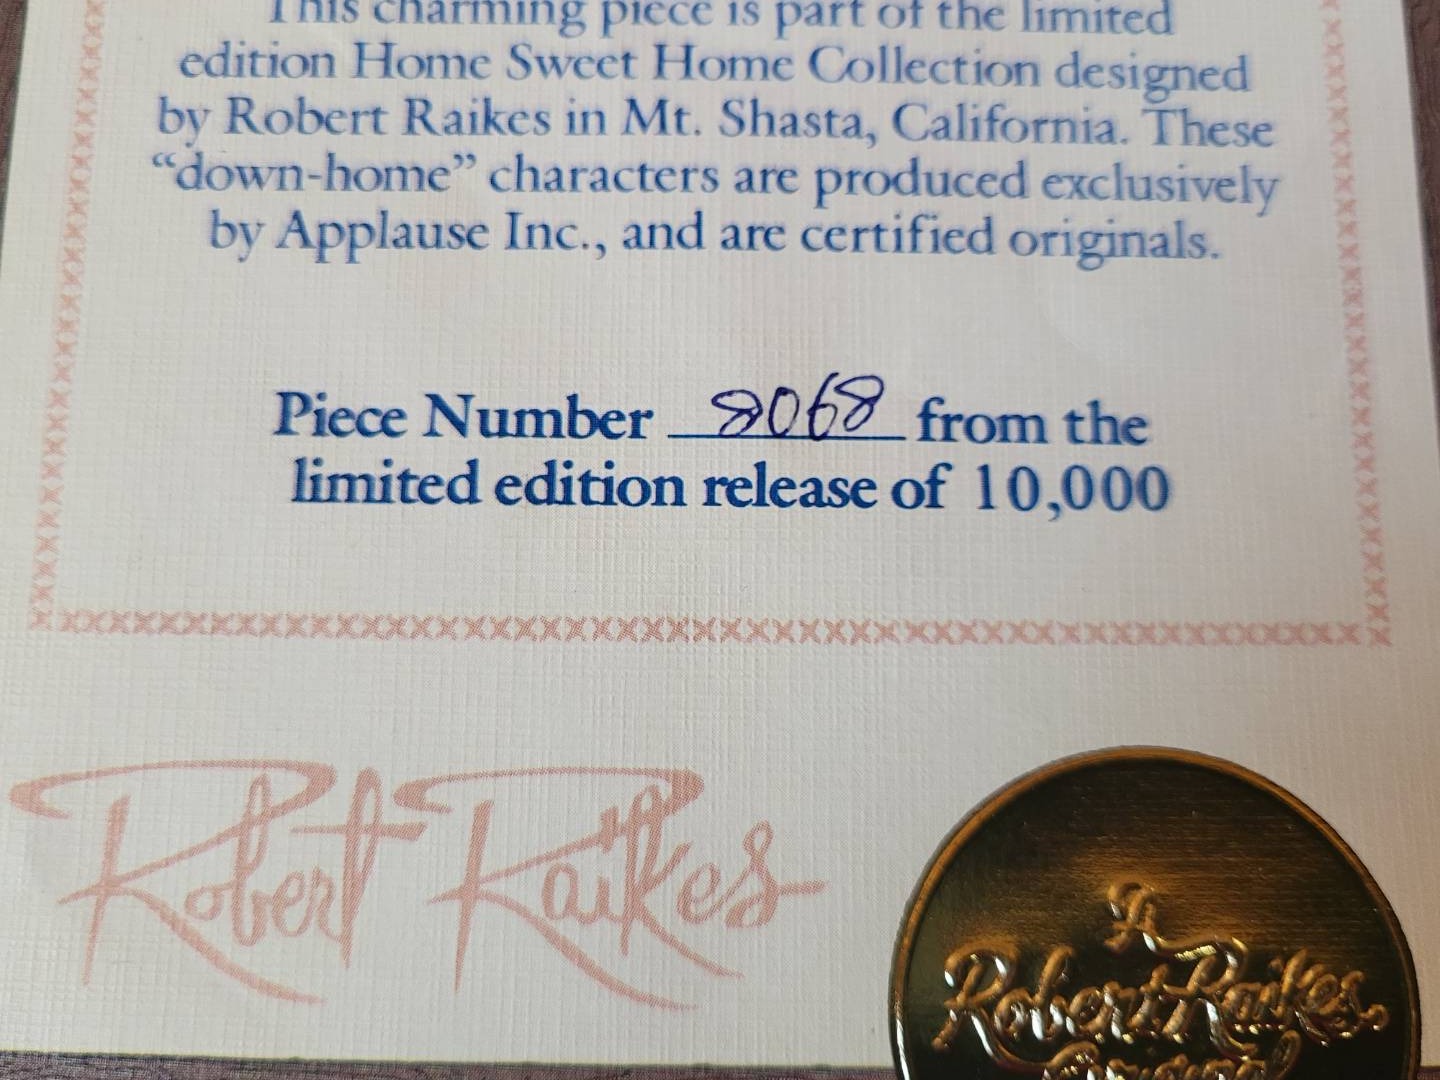 This charming piece is part of the limited
edition Home Sweet Home Collection designed
by Robert Raikes in Mt. Shasta, California. These
“down-home” characters are produced exclusively
by Applause Inc., and are certified originals.
Piece Number 8068 from the
limited edition release of 10,000
Robert Raikes
A
Robert Raikes
Original